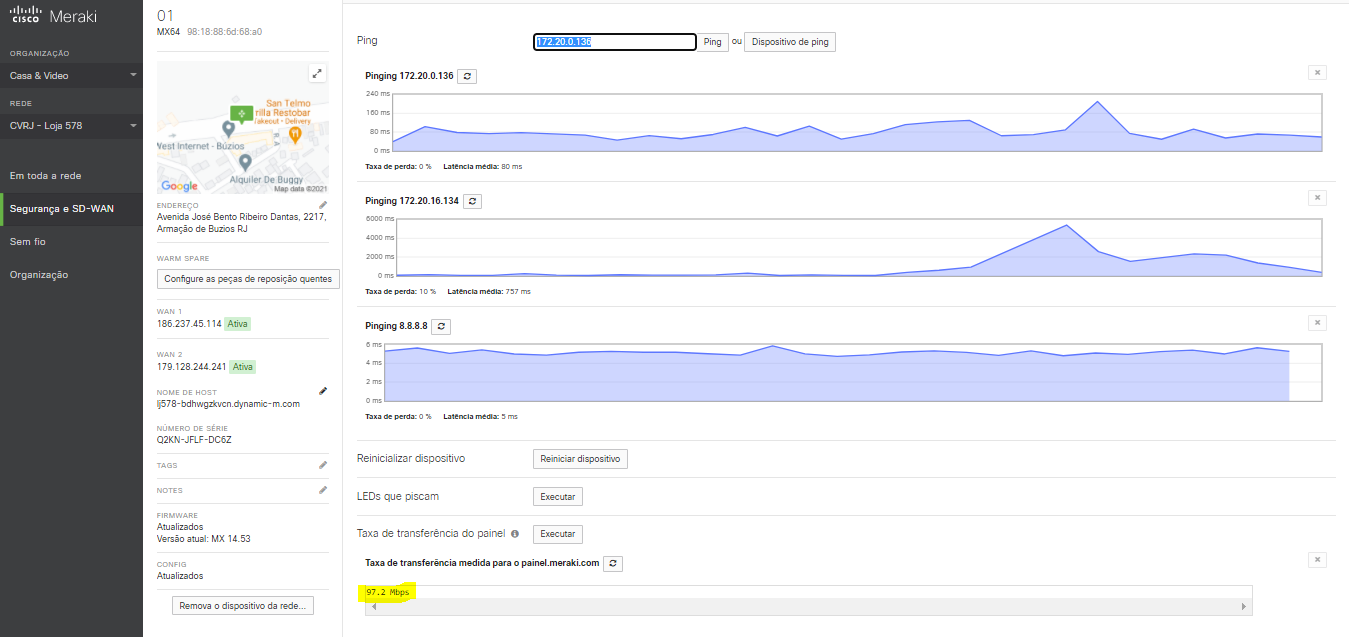 CISCO Meraki
ORGANIZAÇÃO
Casa & Video
REDE
CVRJ - Loja 578
Em toda a rede
Segurança e SD-WAN
Sem fio
Organização
01
MX64 98:18:88:6d:68:a0
San Telmo
rrilla Restobar
Takeout - Delivery
West Internet - Búzios
Alquiler De Buggy
Google
Map data ©2021
ENDEREÇO
Avenida José Bento Ribeiro Dantas, 2217,
Armação de Buzios RJ
WARM SPARE
Configure as peças de reposição quentes
WAN 1
186.237.45.114 Ativa
WAN 2
179.128.244.241 Ativa
NOME DE HOST
lj578-bdhwgzkvcn.dynamic-m.com
NÚMERO DE SÉRIE
Q2KN-JFLF-DC6Z
TAGS
NOTES
FIRMWARE
Atualizados
Versão atual: MX 14.53
CONFIG
Atualizados
Remova o dispositivo da rede...
Ping 172.20.0.136 Ping ou Dispositivo de ping
Pinging 172.20.0.136
240 ms
160 ms
80 ms
0 ms
Taxa de perda: 0 % Latência média: 80 ms
Pinging 172.20.16.134
6000 ms
4000 ms
2000 ms
0 ms
Taxa de perda: 10 % Latência média: 757 ms
Pinging 8.8.8.8
6 ms
4 ms
2 ms
0 ms
Taxa de perda: 0 % Latência média: 5 ms
Reinicializar dispositivo Reiniciar dispositivo
LEDs que piscam Executar
Taxa de transferência do painel Executar
Taxa de transferência medida para o painel.meraki.com
97.2 Mbps